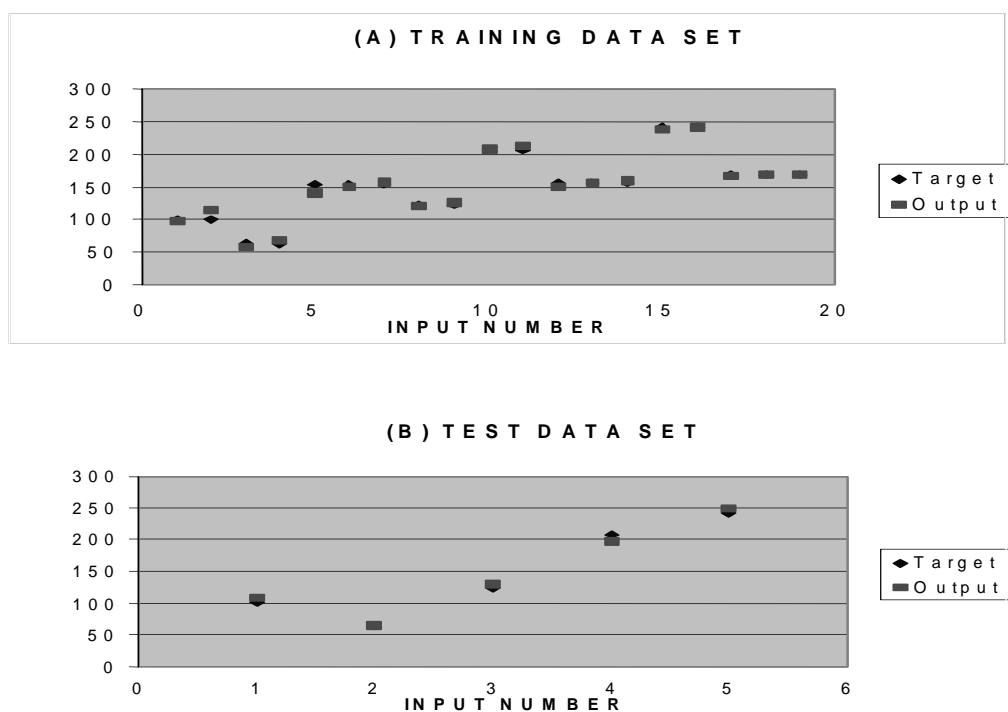 (A) TRAINING DATA SET
300
250
200
150
100
50
0
0 5 10 15 20
INPUT NUMBER
Target
Output
(B) TEST DATA SET
300
250
200
150
100
50
0
0 1 2 3 4 5 6
INPUT NUMBER
Target
Output